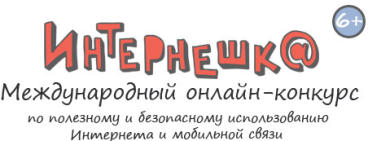 6+
ИНТЕРНЕШК@
Международный онлайн-конкурс
по полезному и безопасному использованию
Интернета и мобильной связи